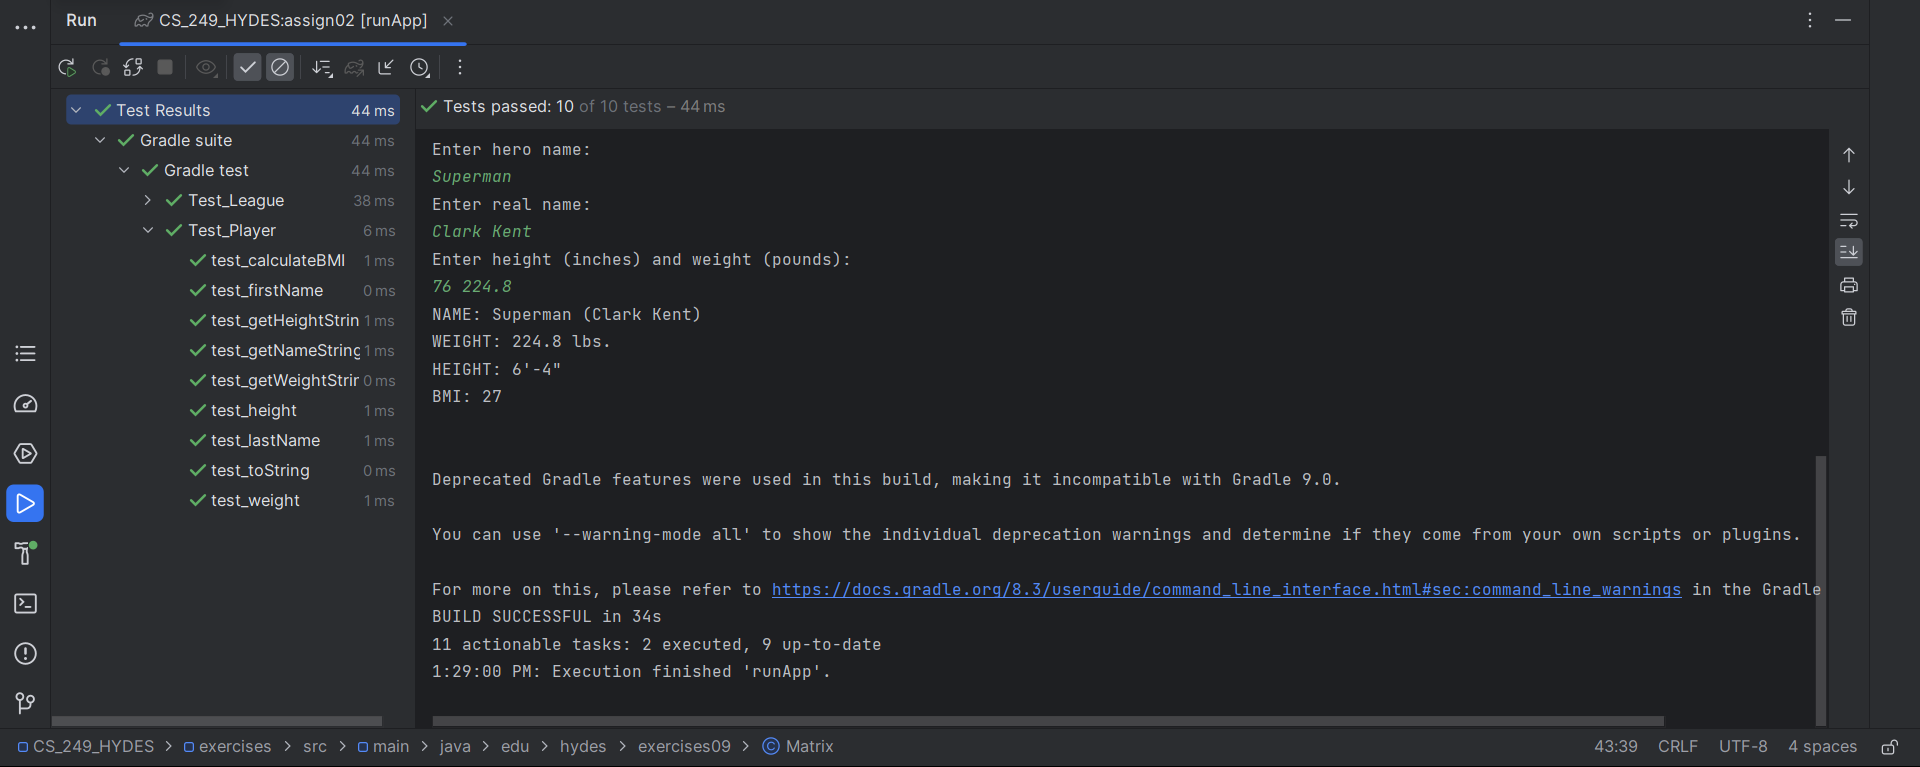 Run
CS_249_HYDES:assign02 [runApp]
Test Results 44 ms
Gradle suite 44 ms
Gradle test 44 ms
Test_League 38 ms
Test_Player 6 ms
test_calculateBMI 1 ms
test_firstName 0 ms
test_getHeightStrin 1 ms
test_getNameString 1 ms
test_getWeightStrin 0 ms
test_height 1 ms
test_lastName 1 ms
test_toString 0 ms
test_weight 1 ms
Tests passed: 10 of 10 tests – 44 ms
Enter hero name:
Superman
Enter real name:
Clark Kent
Enter height (inches) and weight (pounds):
76 224.8
NAME: Superman (Clark Kent)
WEIGHT: 224.8 lbs.
HEIGHT: 6'-4"
BMI: 27
Deprecated Gradle features were used in this build, making it incompatible with Gradle 9.0.
You can use '--warning-mode all' to show the individual deprecation warnings and determine if they come from your own scripts or plugins.
For more on this, please refer to https://docs.gradle.org/8.3/userguide/command_line_interface.html#sec:command_line_warnings in the Gradle
BUILD SUCCESSFUL in 34s
11 actionable tasks: 2 executed, 9 up-to-date
1:29:00 PM: Execution finished 'runApp'.
CS_249_HYDES > exercises > src > main > java > edu > hydes > exercises09 > Matrix
43:39 CRLF UTF-8 4 spaces